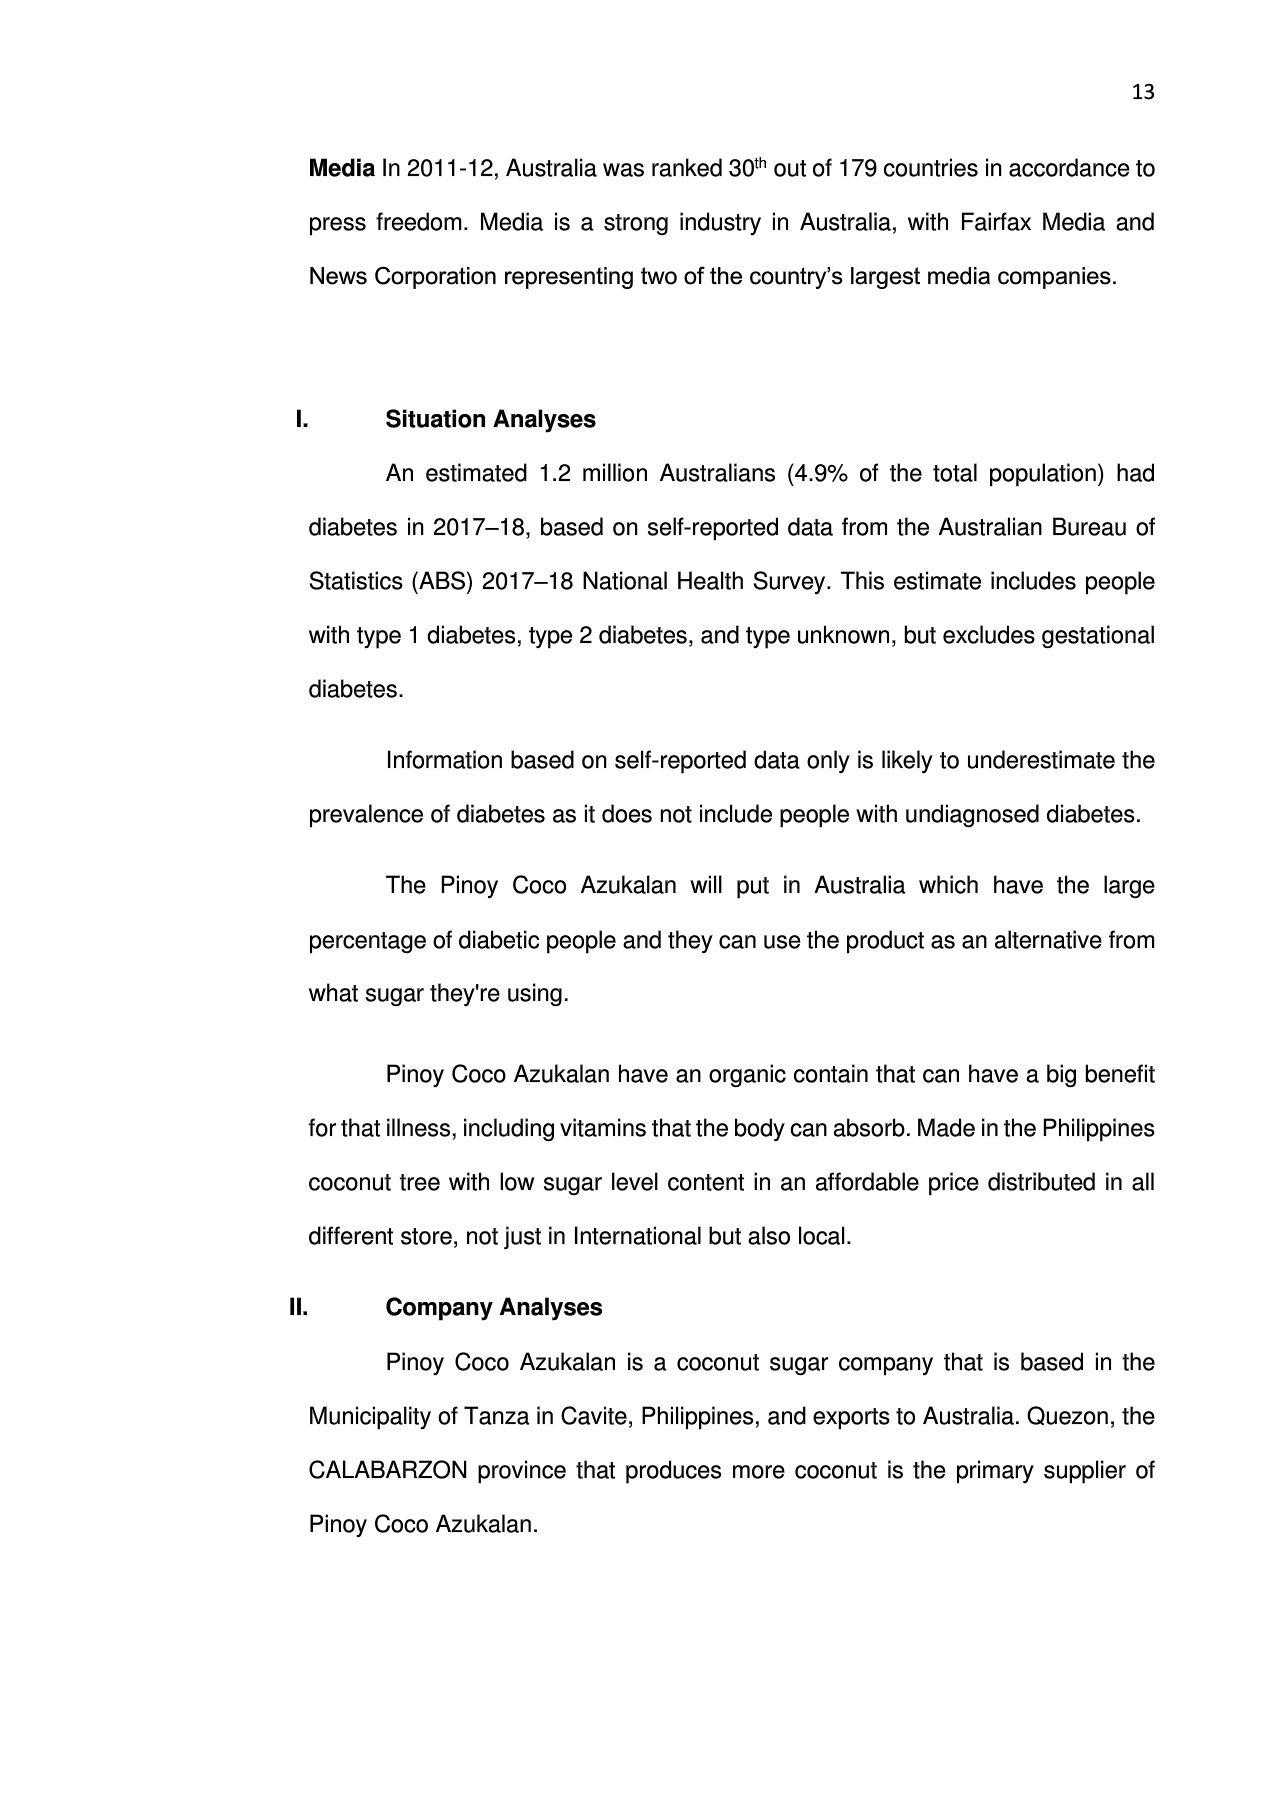 13
Media In 2011-12, Australia was ranked 30th out of 179 countries in accordance to
press freedom. Media is a strong industry in Australia, with Fairfax Media and
News Corporation representing two of the country’s largest media companies.
I. Situation Analyses
An estimated 1.2 million Australians (4.9% of the total population) had
diabetes in 2017–18, based on self-reported data from the Australian Bureau of
Statistics (ABS) 2017–18 National Health Survey. This estimate includes people
with type 1 diabetes, type 2 diabetes, and type unknown, but excludes gestational
diabetes.
Information based on self-reported data only is likely to underestimate the
prevalence of diabetes as it does not include people with undiagnosed diabetes.
The Pinoy Coco Azukalan will put in Australia which have the large
percentage of diabetic people and they can use the product as an alternative from
what sugar they're using.
Pinoy Coco Azukalan have an organic contain that can have a big benefit
for that illness, including vitamins that the body can absorb. Made in the Philippines
coconut tree with low sugar level content in an affordable price distributed in all
different store, not just in International but also local.
II. Company Analyses
Pinoy Coco Azukalan is a coconut sugar company that is based in the
Municipality of Tanza in Cavite, Philippines, and exports to Australia. Quezon, the
CALABARZON province that produces more coconut is the primary supplier of
Pinoy Coco Azukalan.